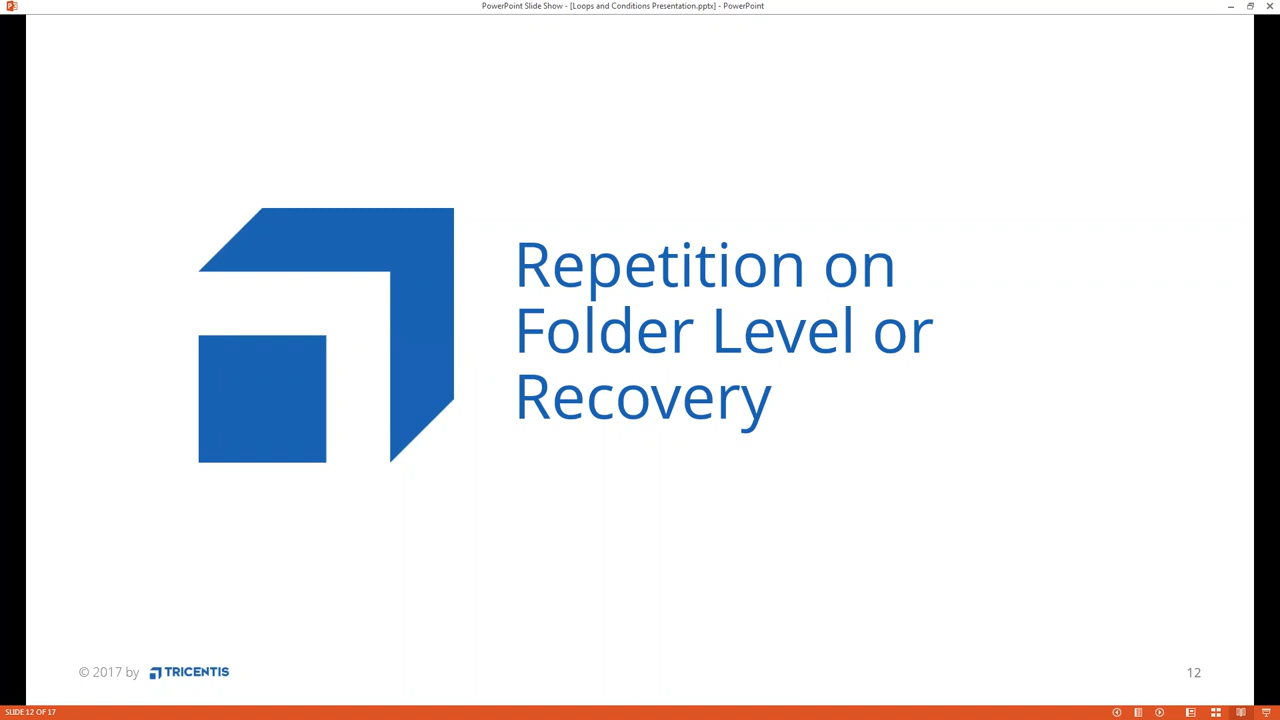 PowerPoint Slide Show - [Loops and Conditions Presentation.pptx] - PowerPoint
Repetition on
Folder Level or
Recovery
© 2017 by TRICENTIS
12
SLIDE 12 OF 17